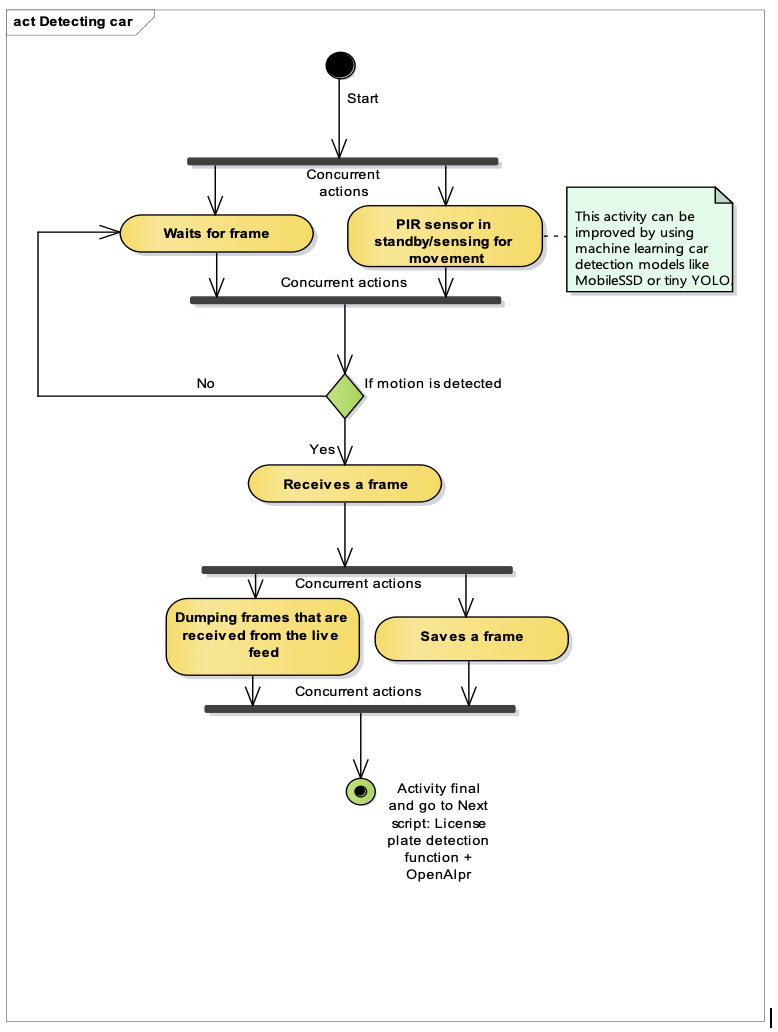 act Detecting car
Start
Concurrent
actions
Waits for frame
PIR sensor in
standby/sensing for
movement
This activity can be
improved by using
machine learning car
detection models like
MobileSSD or tiny YOLO.
Concurrent actions
No
If motion is detected
Yes
Receives a frame
Concurrent actions
Dumping frames that are
received from the live
feed
Saves a frame
Concurrent actions
Activity final
and go to Next
script: License
plate detection
function +
OpenAlpr